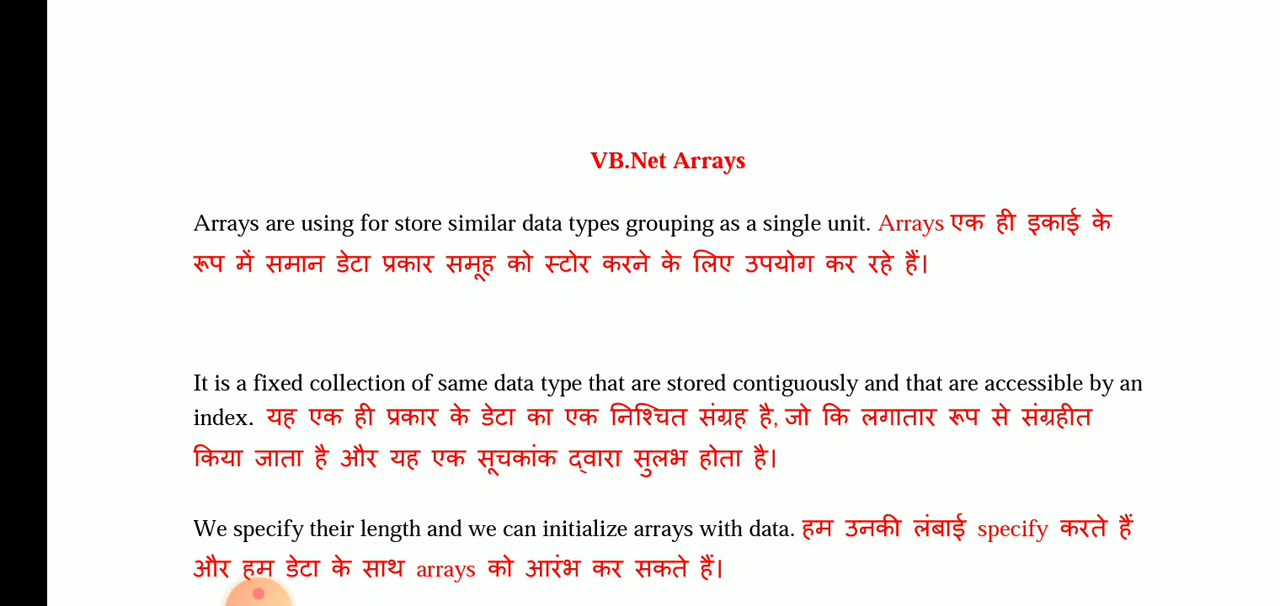 VB.Net Arrays
Arrays are using for store similar data types grouping as a single unit. Arrays एक ही इकाई के
रूप में समान डेटा प्रकार समूह को स्टोर करने के लिए उपयोग कर रहे हैं।
It is a fixed collection of same data type that are stored contiguously and that are accessible by an
index. यह एक ही प्रकार के डेटा का एक निश्चित संग्रह है, जो कि लगातार रूप से संग्रहीत
किया जाता है और यह एक सूचकांक द्वारा सुलभ होता है।
We specify their length and we can initialize arrays with data. हम उनकी लंबाई specify करते हैं
और हम डेटा के साथ arrays को आरंभ कर सकते हैं।